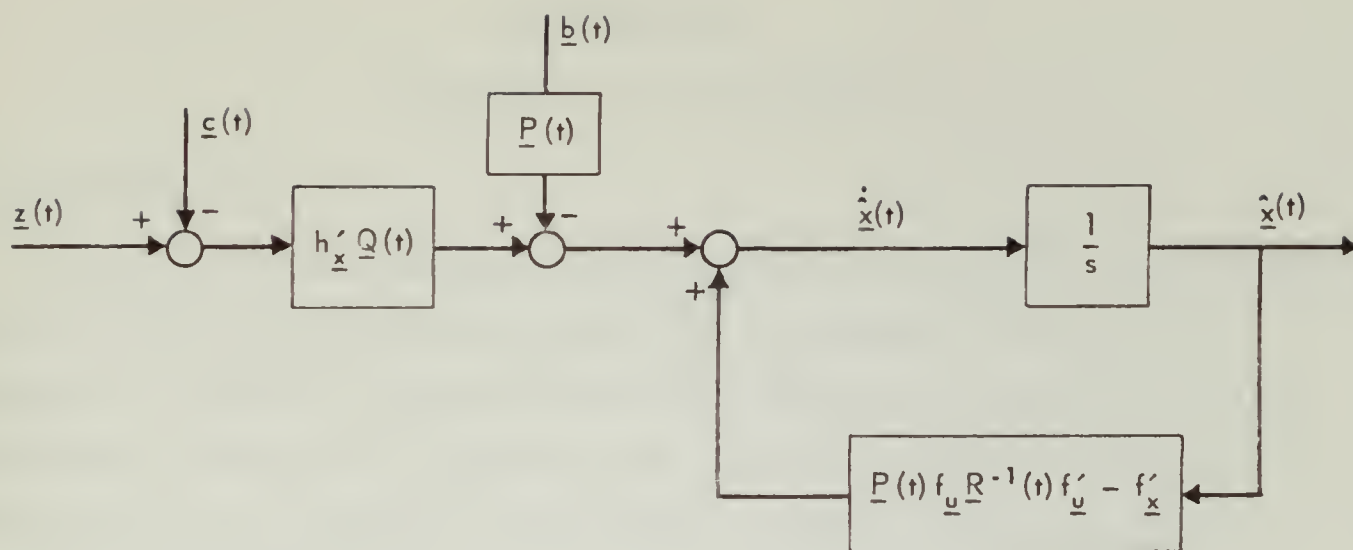 b(t)
c(t)
P(t)
z(t)
+
-
h'x Q(t)
+
-
+
+
ẋ̂(t)
1/s
x̂(t)
P(t) fu R⁻¹(t) f'u - f'x